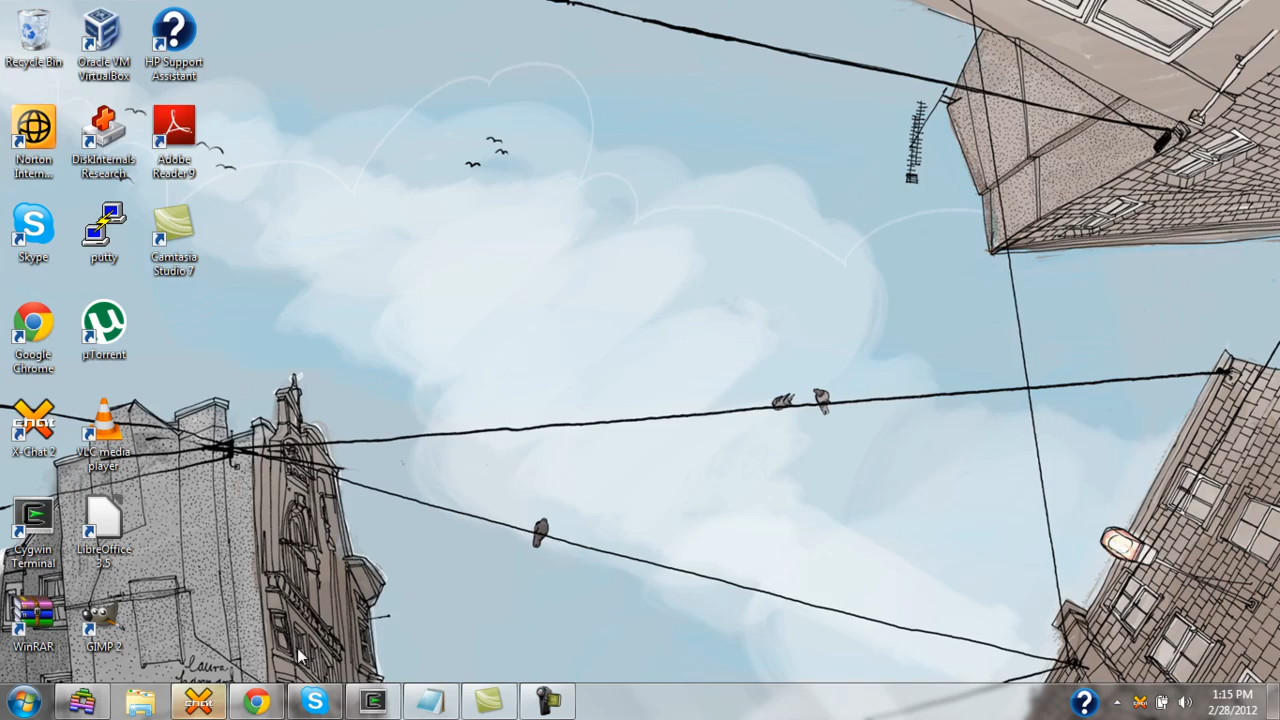 Recycle Bin
Oracle VM
VirtualBox
HP Support
Assistant
Norton
Intern...
DiskInternals
Research
Adobe
Reader 9
Skype
putty
Camtasia
Studio 7
Google
Chrome
µTorrent
X-Chat 2
VLC media
player
Cygwin
Terminal
LibreOffice
3.5
WinRAR
GIMP 2
laura
1:15 PM
2/28/2012